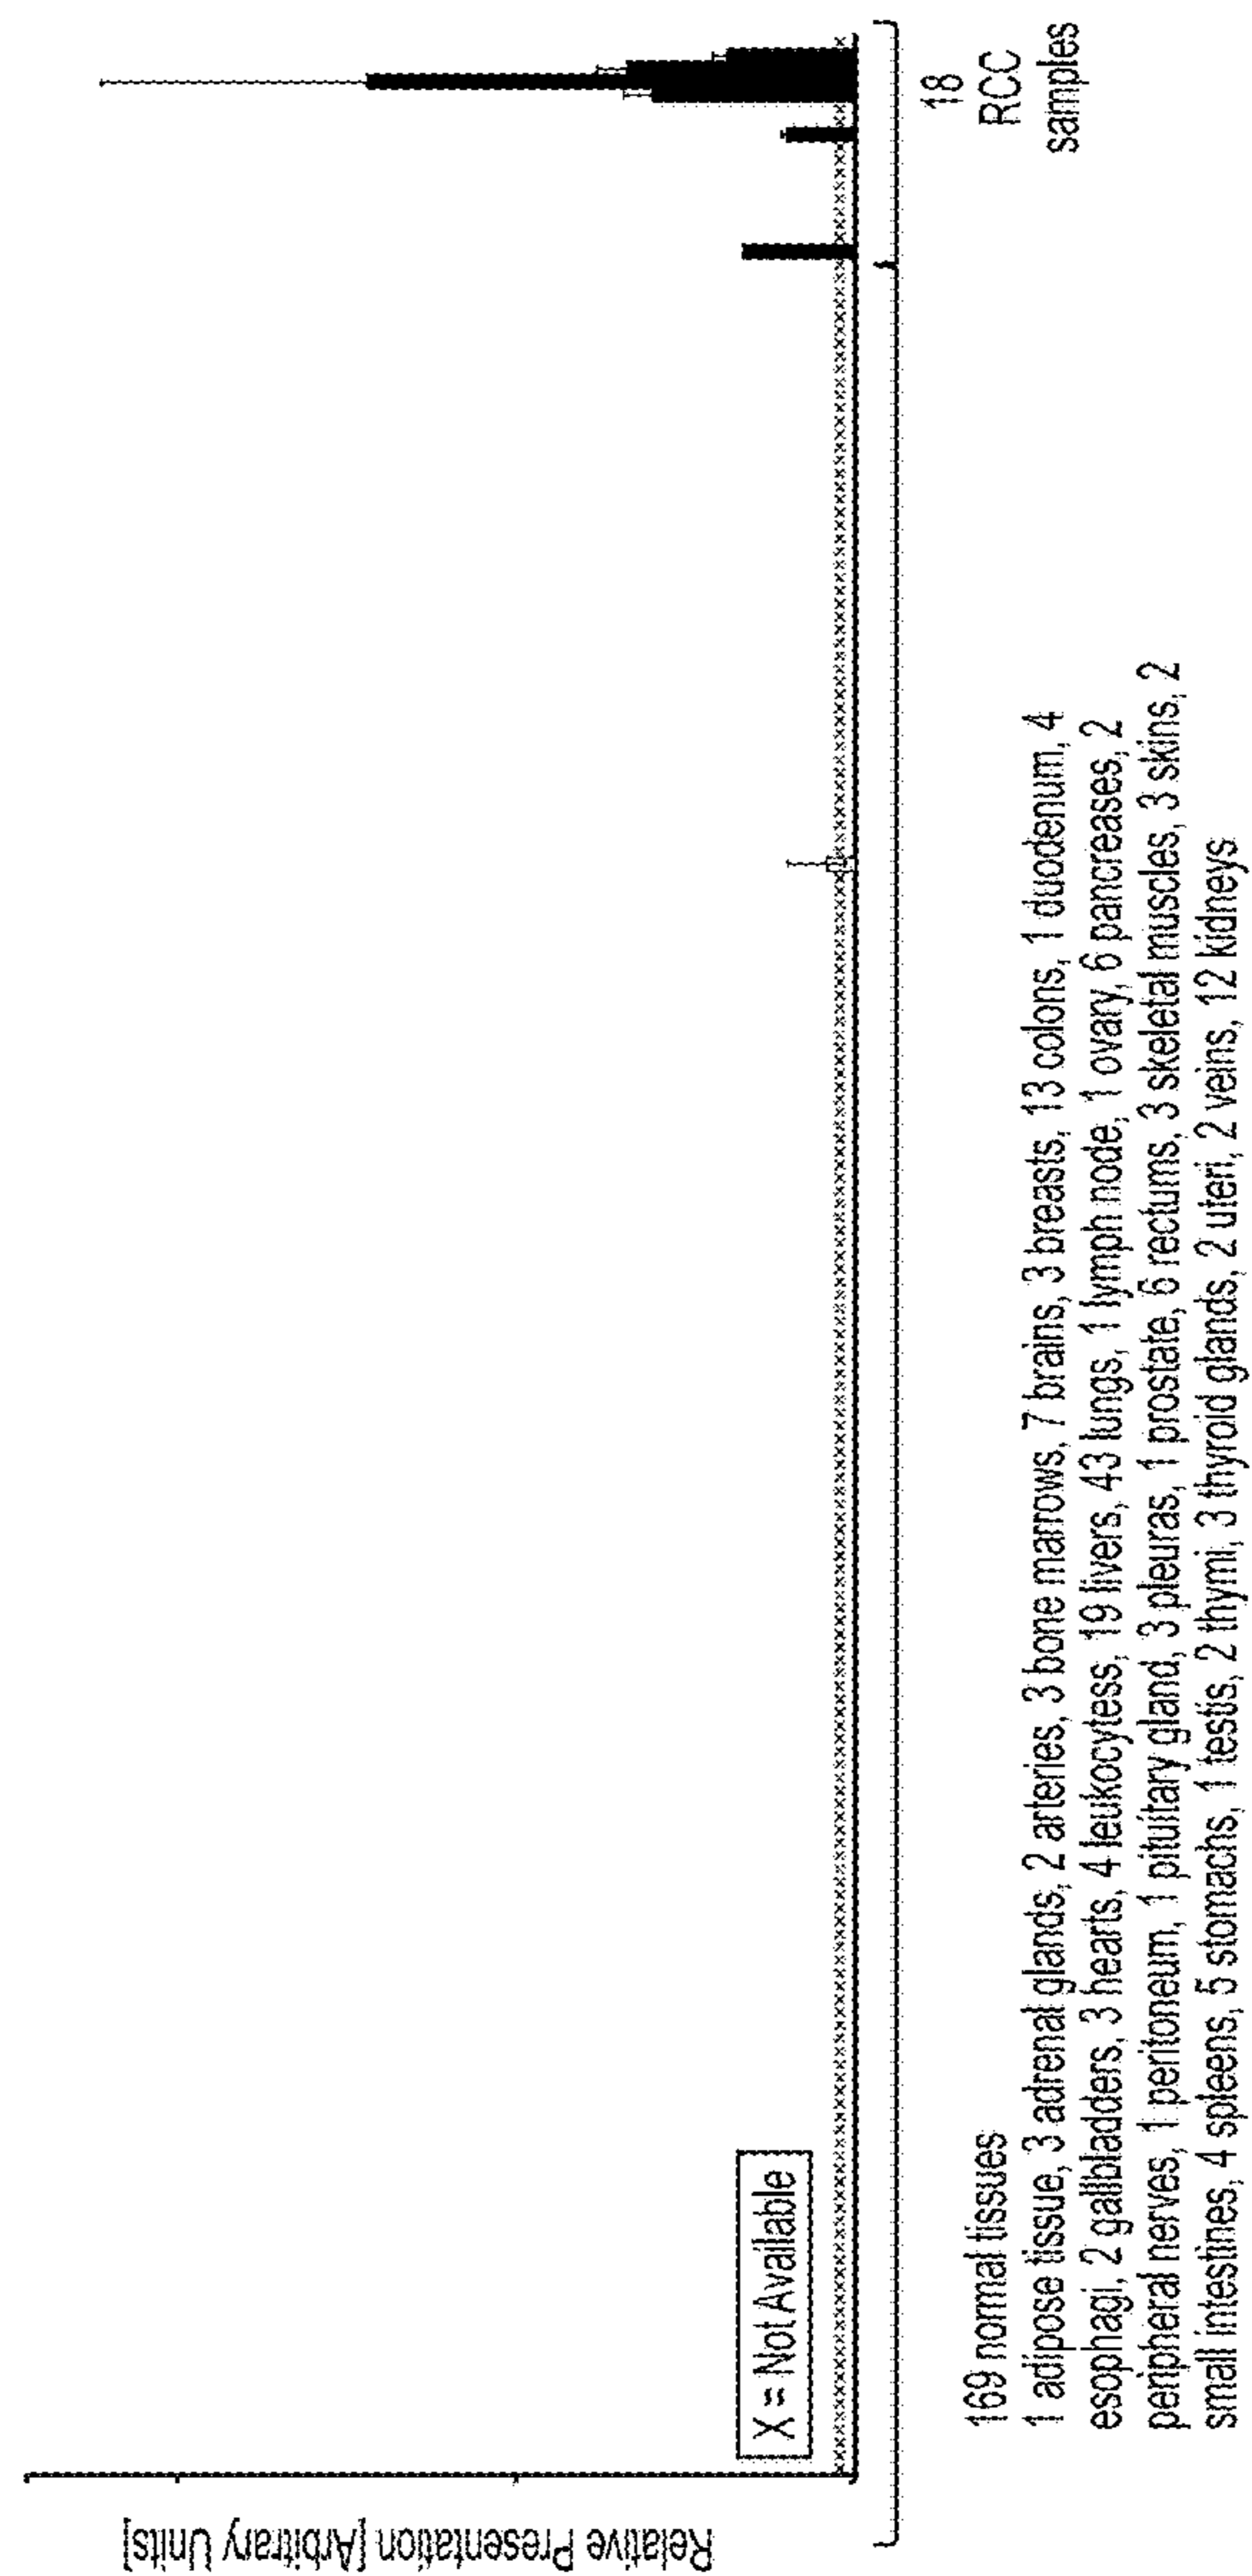 Relative Presentation [Arbitrary Units]
X = Not Available
18
RCC
samples
169 normal tissues
1 adipose tissue, 3 adrenal glands, 2 arteries, 3 bone marrows, 7 brains, 3 breasts, 13 colons, 1 duodenum, 4
esophagi, 2 gallbladders, 3 hearts, 4 leukocytess, 19 livers, 43 lungs, 1 lymph node, 1 ovary, 6 pancreases, 2
peripheral nerves, 1 peritoneum, 1 pituitary gland, 3 pleuras, 1 prostate, 6 rectums, 3 skeletal muscles, 3 skins, 2
small intestines, 4 spleens, 5 stomachs, 1 testis, 2 thymi, 3 thyroid glands, 2 uteri, 2 veins, 12 kidneys